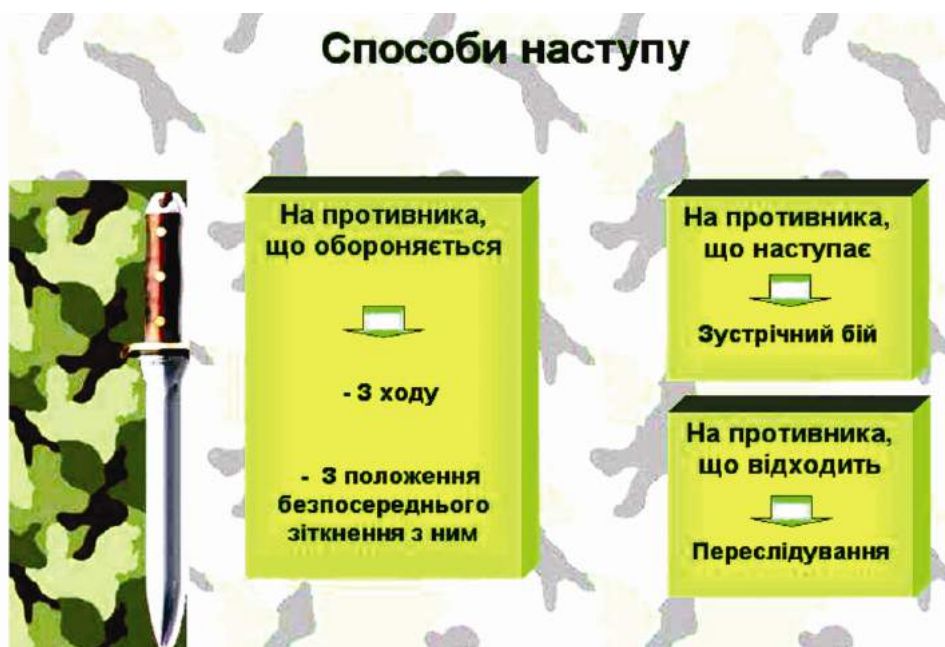 Способи наступу
На противника,
що обороняється
- З ходу
- З положення
безпосереднього
зіткнення з ним
На противника,
що наступає
Зустрічний бій
На противника,
що відходить
Переслідування